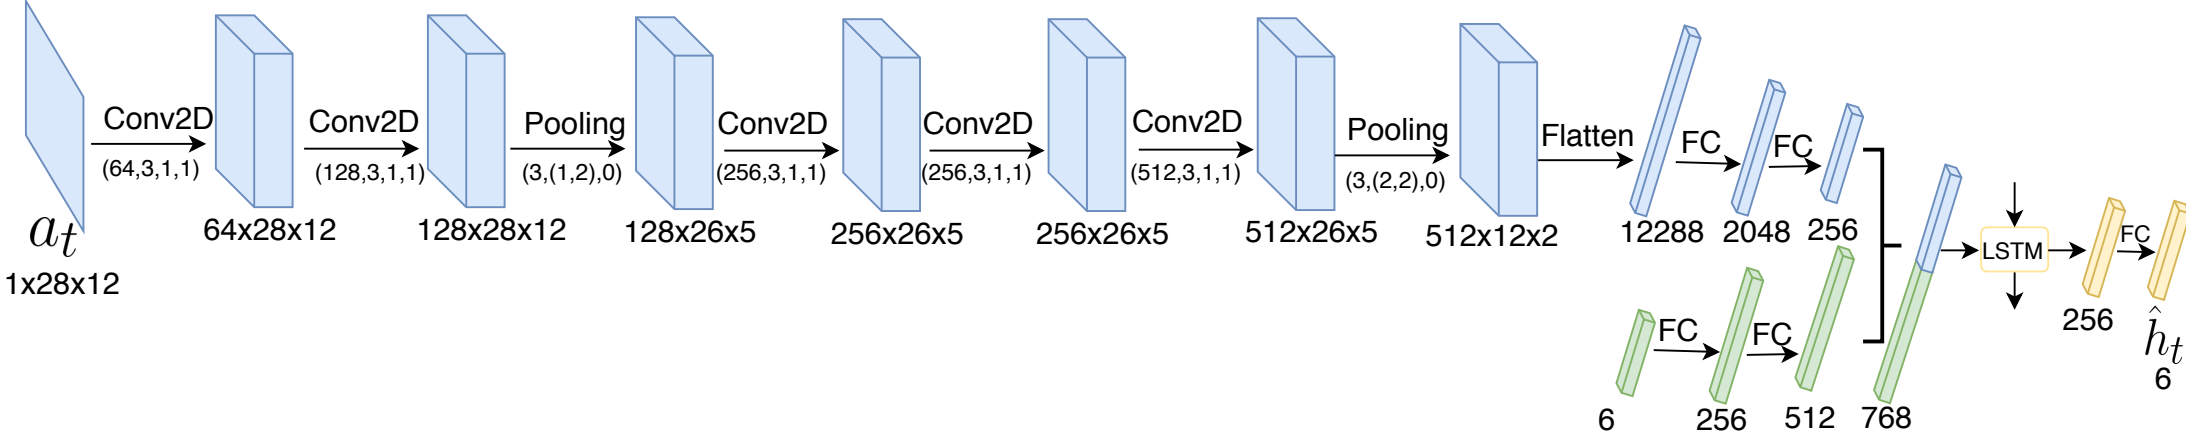 Conv2D
(64,3,1,1)
Conv2D
(128,3,1,1)
Pooling
(3,(1,2),0)
Conv2D
(256,3,1,1)
Conv2D
(256,3,1,1)
Conv2D
(512,3,1,1)
Pooling
(3,(2,2),0)
Flatten
FC
FC
a_t
1x28x12
64x28x12
128x28x12
128x26x5
256x26x5
256x26x5
512x26x5
512x12x2
12288
2048
256
FC
FC
6
256
512
768
LSTM
FC
256
ĥ_t
6